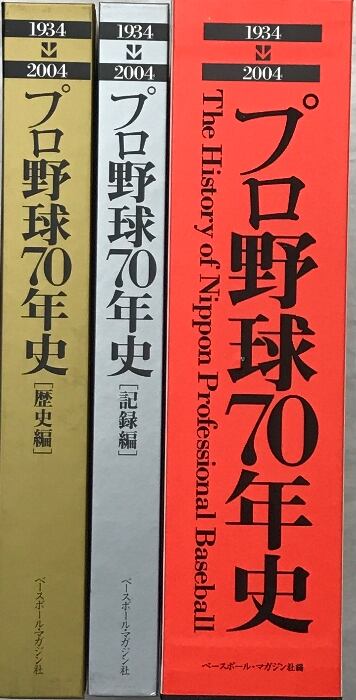 1934
2004
プロ野球70年史
[歴史編]
ベースボール・マガジン社
1934
2004
プロ野球70年史
[記録編]
ベースボール・マガジン社
1934
2004
プロ野球70年史
The History of Nippon Professional Baseball
ベースボール・マガジン社編